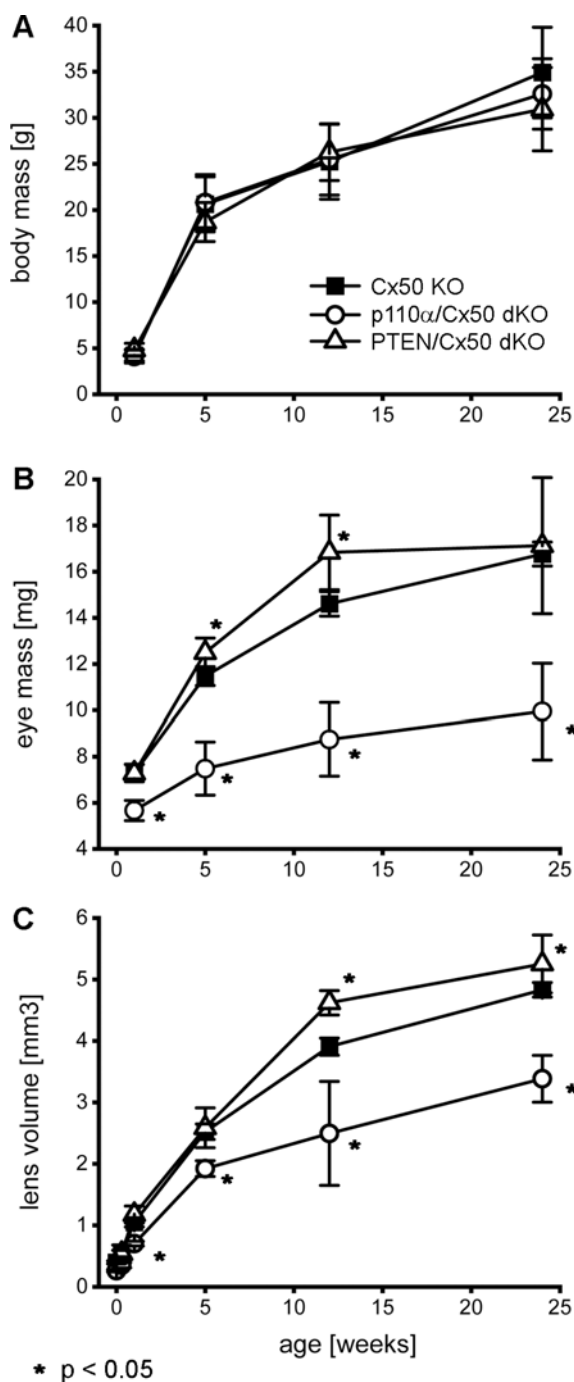 A
40
35
30
25
20
15
10
5
0
body mass [g]
Cx50 KO
p110α/Cx50 dKO
PTEN/Cx50 dKO
0 5 10 15 20 25
B
20
18
16
14
12
10
8
6
4
eye mass [mg]
*
*
*
*
*
*
0 5 10 15 20 25
C
6
5
4
3
2
1
0
lens volume [mm3]
*
*
*
*
*
*
0 5 10 15 20 25
age [weeks]
* p < 0.05